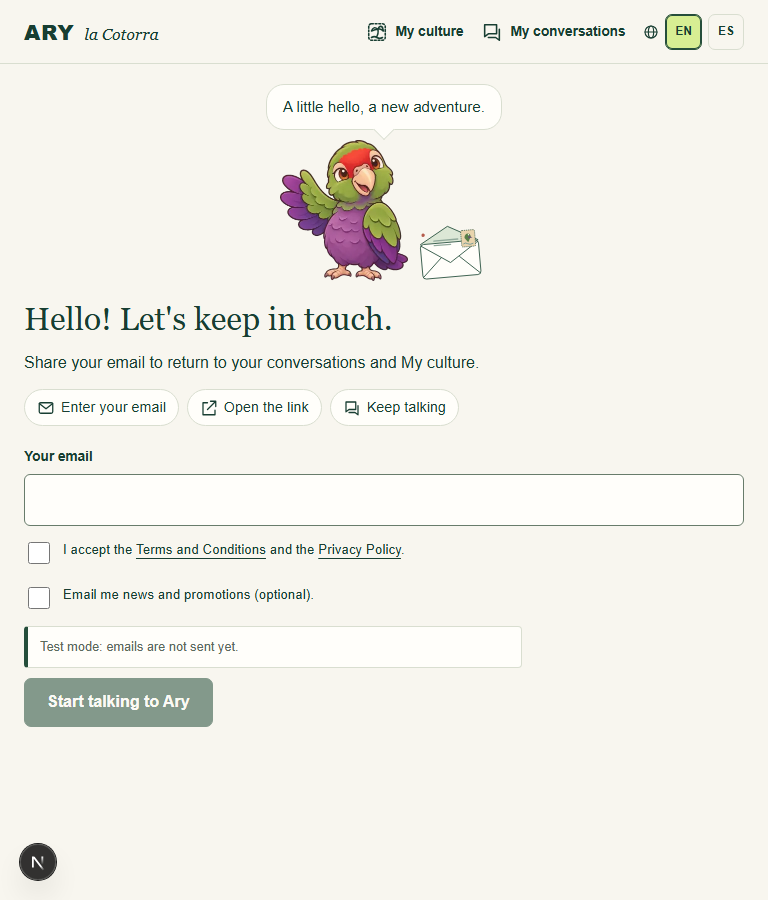 ARY la Cotorra My culture My conversations EN ES
A little hello, a new adventure.
Hello! Let's keep in touch.
Share your email to return to your conversations and My culture.
Enter your email Open the link Keep talking
Your email
I accept the Terms and Conditions and the Privacy Policy.
Email me news and promotions (optional).
Test mode: emails are not sent yet.
Start talking to Ary
N